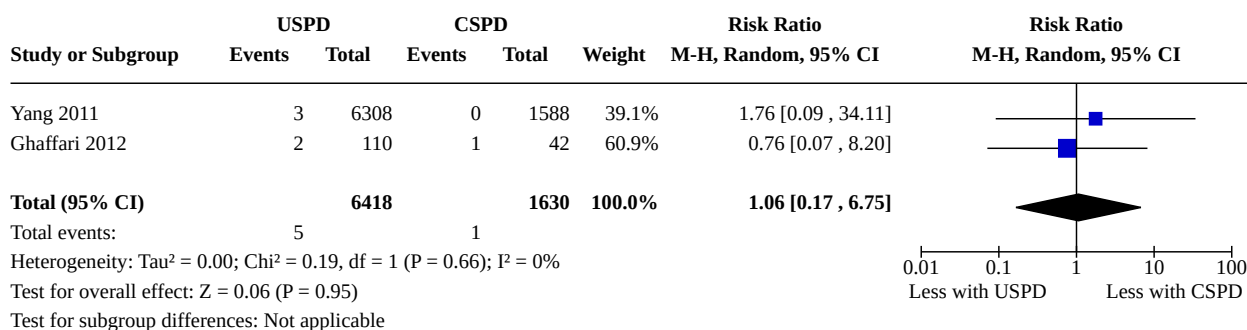 USPD CSPD Risk Ratio Risk Ratio
Study or Subgroup Events Total Events Total Weight M-H, Random, 95% CI M-H, Random, 95% CI
Yang 2011 3 6308 0 1588 39.1% 1.76 [0.09 , 34.11]
Ghaffari 2012 2 110 1 42 60.9% 0.76 [0.07 , 8.20]
Total (95% CI) 6418 1630 100.0% 1.06 [0.17 , 6.75]
Total events: 5 1
Heterogeneity: Tau² = 0.00; Chi² = 0.19, df = 1 (P = 0.66); I² = 0%
0.01 0.1 1 10 100
Test for overall effect: Z = 0.06 (P = 0.95)
Less with USPD Less with CSPD
Test for subgroup differences: Not applicable